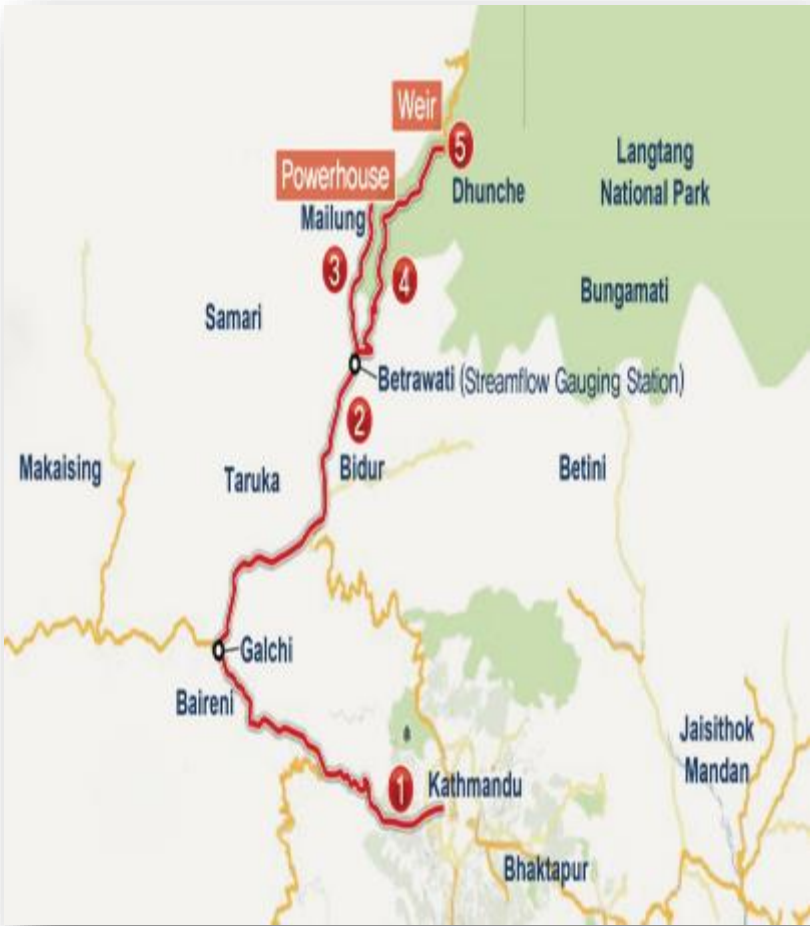 Weir
5
Langtang
National Park
Dhunche
Powerhouse
Mailung
3
4
Bungamati
Samari
Betrawati (Streamflow Gauging Station)
2
Makaising
Taruka
Bidur
Betini
Galchi
Baireni
Jaisithok
Mandan
1
Kathmandu
Bhaktapur